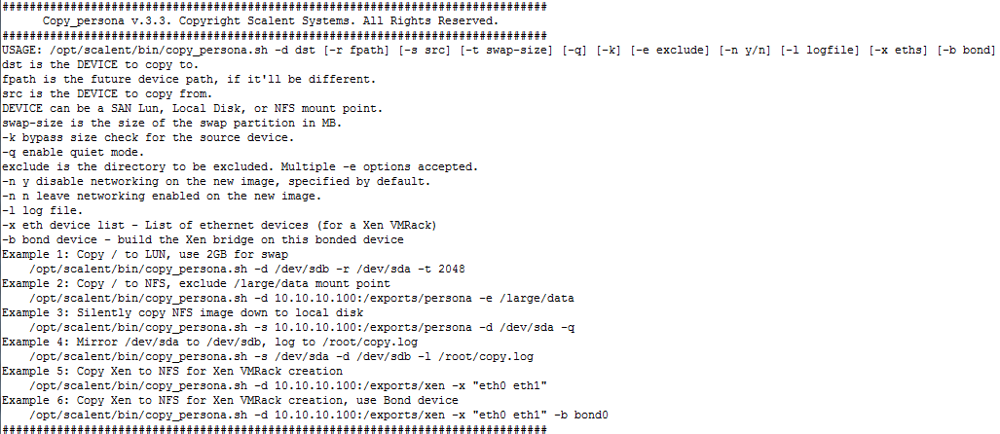 ################################################################################
Copy_persona v.3.3. Copyright Scalent Systems. All Rights Reserved.
################################################################################
USAGE: /opt/scalent/bin/copy_persona.sh -d dst [-r fpath] [-s src] [-t swap-size] [-q] [-k] [-e exclude] [-n y/n] [-l logfile] [-x eths] [-b bond]
dst is the DEVICE to copy to.
fpath is the future device path, if it'll be different.
src is the DEVICE to copy from.
DEVICE can be a SAN Lun, Local Disk, or NFS mount point.
swap-size is the size of the swap partition in MB.
-k bypass size check for the source device.
-q enable quiet mode.
exclude is the directory to be excluded. Multiple -e options accepted.
-n y disable networking on the new image, specified by default.
-n n leave networking enabled on the new image.
-l log file.
-x eth device list - List of ethernet devices (for a Xen VMRack)
-b bond device - build the Xen bridge on this bonded device
Example 1: Copy / to LUN, use 2GB for swap
/opt/scalent/bin/copy_persona.sh -d /dev/sdb -r /dev/sda -t 2048
Example 2: Copy / to NFS, exclude /large/data mount point
/opt/scalent/bin/copy_persona.sh -d 10.10.10.100:/exports/persona -e /large/data
Example 3: Silently copy NFS image down to local disk
/opt/scalent/bin/copy_persona.sh -s 10.10.10.100:/exports/persona -d /dev/sda -q
Example 4: Mirror /dev/sda to /dev/sdb, log to /root/copy.log
/opt/scalent/bin/copy_persona.sh -s /dev/sda -d /dev/sdb -l /root/copy.log
Example 5: Copy Xen to NFS for Xen VMRack creation
/opt/scalent/bin/copy_persona.sh -d 10.10.10.100:/exports/xen -x "eth0 eth1"
Example 6: Copy Xen to NFS for Xen VMRack creation, use Bond device
/opt/scalent/bin/copy_persona.sh -d 10.10.10.100:/exports/xen -x "eth0 eth1" -b bond0
################################################################################